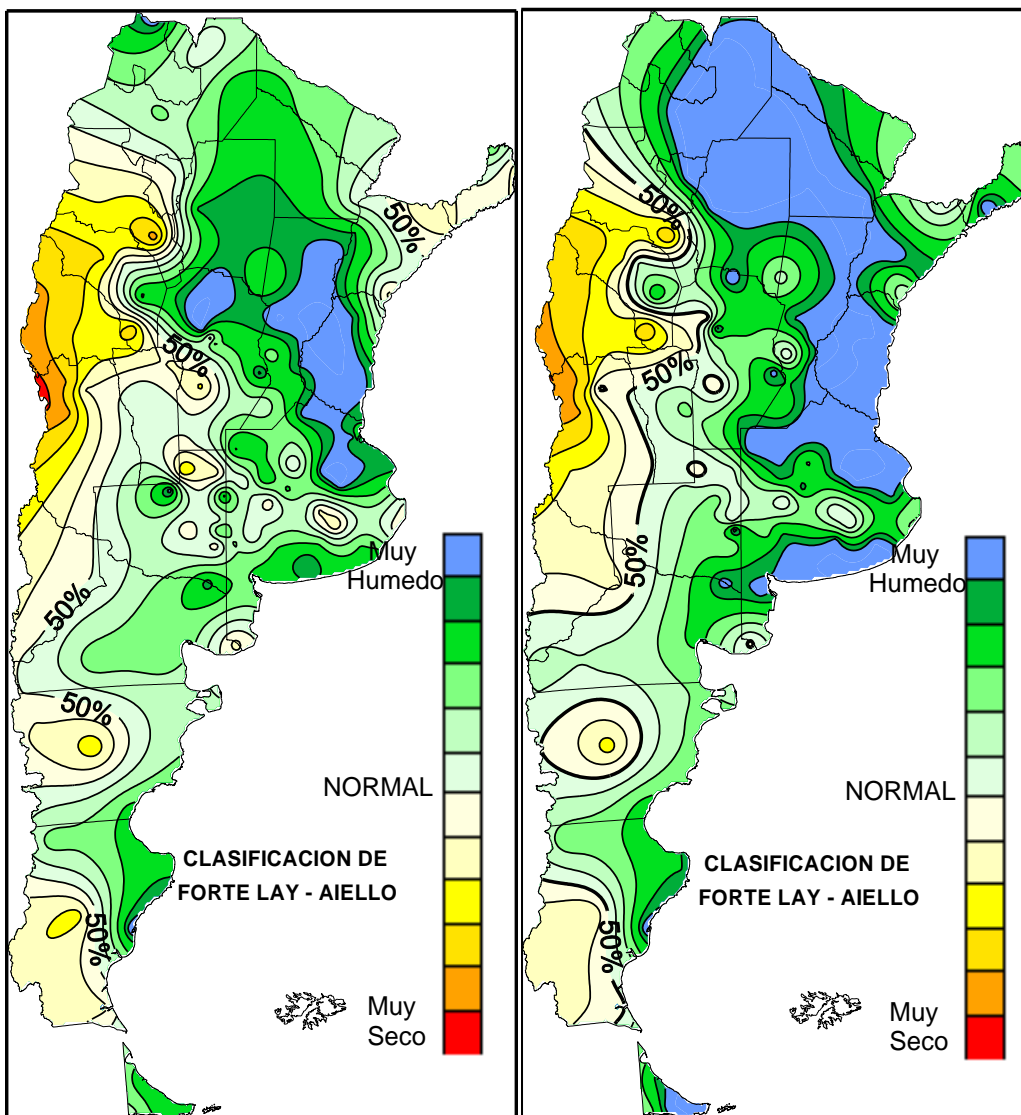 50%
50%
Muy
Humedo
50%
50%
NORMAL
CLASIFICACION DE
FORTE LAY - AIELLO
50%
Muy
Seco
50%
50%
Muy
Humedo
50%
NORMAL
CLASIFICACION DE
FORTE LAY - AIELLO
50%
Muy
Seco